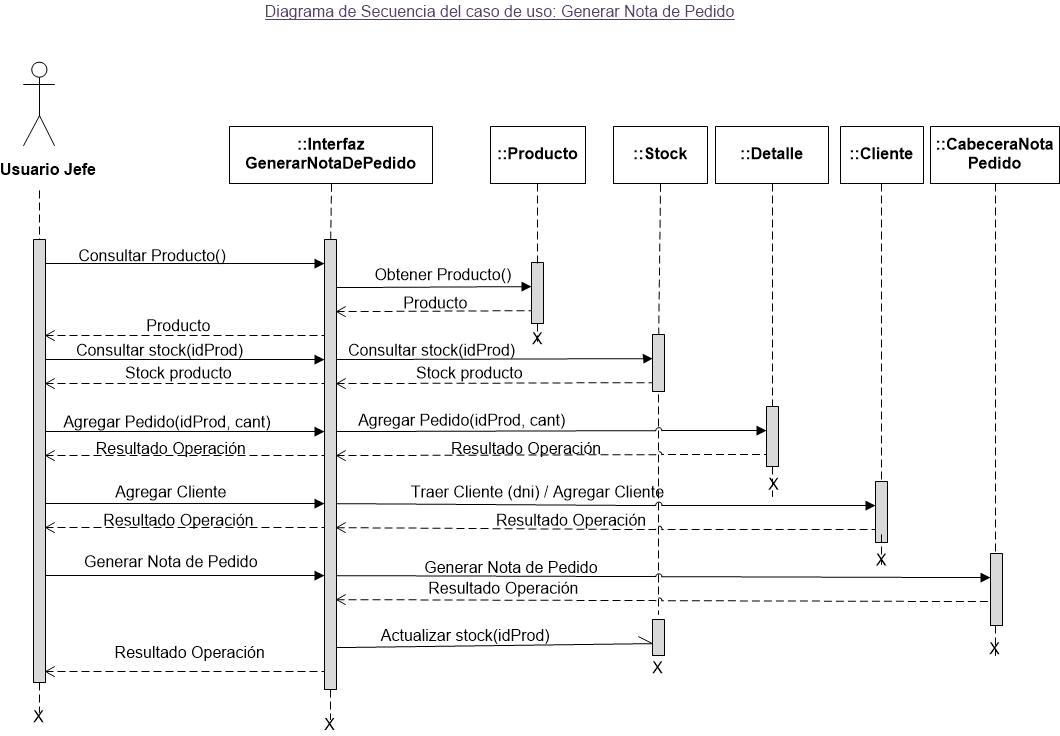 Diagrama de Secuencia del caso de uso: Generar Nota de Pedido
Usuario Jefe
::Interfaz
GenerarNotaDePedido
::Producto
::Stock
::Detalle
::Cliente
::CabeceraNota
Pedido
Consultar Producto()
Obtener Producto()
Producto
Producto
X
Consultar stock(idProd)
Consultar stock(idProd)
Stock producto
Stock producto
Agregar Pedido(idProd, cant)
Agregar Pedido(idProd, cant)
Resultado Operación
Resultado Operación
X
Agregar Cliente
Traer Cliente (dni) / Agregar Cliente
Resultado Operación
Resultado Operación
X
Generar Nota de Pedido
Generar Nota de Pedido
Resultado Operación
Actualizar stock(idProd)
X
Resultado Operación
X
X
X